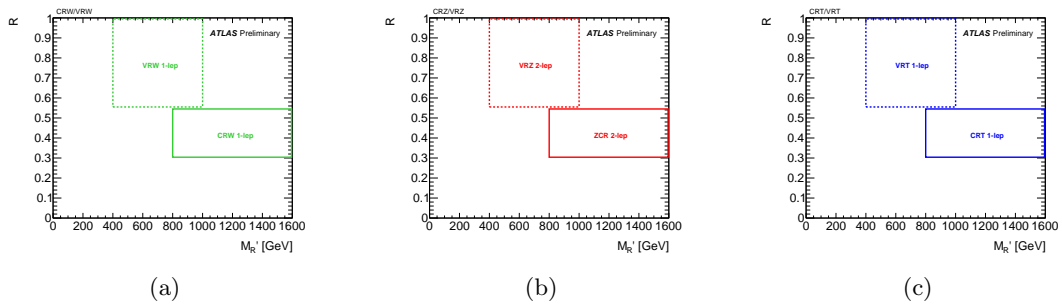 CRW/VRW
R
1
0.9
0.8
0.7
0.6
0.5
0.4
0.3
0.2
0.1
0
ATLAS Preliminary
VRW 1-lep
CRW 1-lep
0 200 400 600 800 1000 1200 1400 1600
M_R' [GeV]
(a)
CRZ/VRZ
R
1
0.9
0.8
0.7
0.6
0.5
0.4
0.3
0.2
0.1
0
ATLAS Preliminary
VRZ 2-lep
ZCR 2-lep
0 200 400 600 800 1000 1200 1400 1600
M_R' [GeV]
(b)
CRT/VRT
R
1
0.9
0.8
0.7
0.6
0.5
0.4
0.3
0.2
0.1
0
ATLAS Preliminary
VRT 1-lep
CRT 1-lep
0 200 400 600 800 1000 1200 1400 1600
M_R' [GeV]
(c)